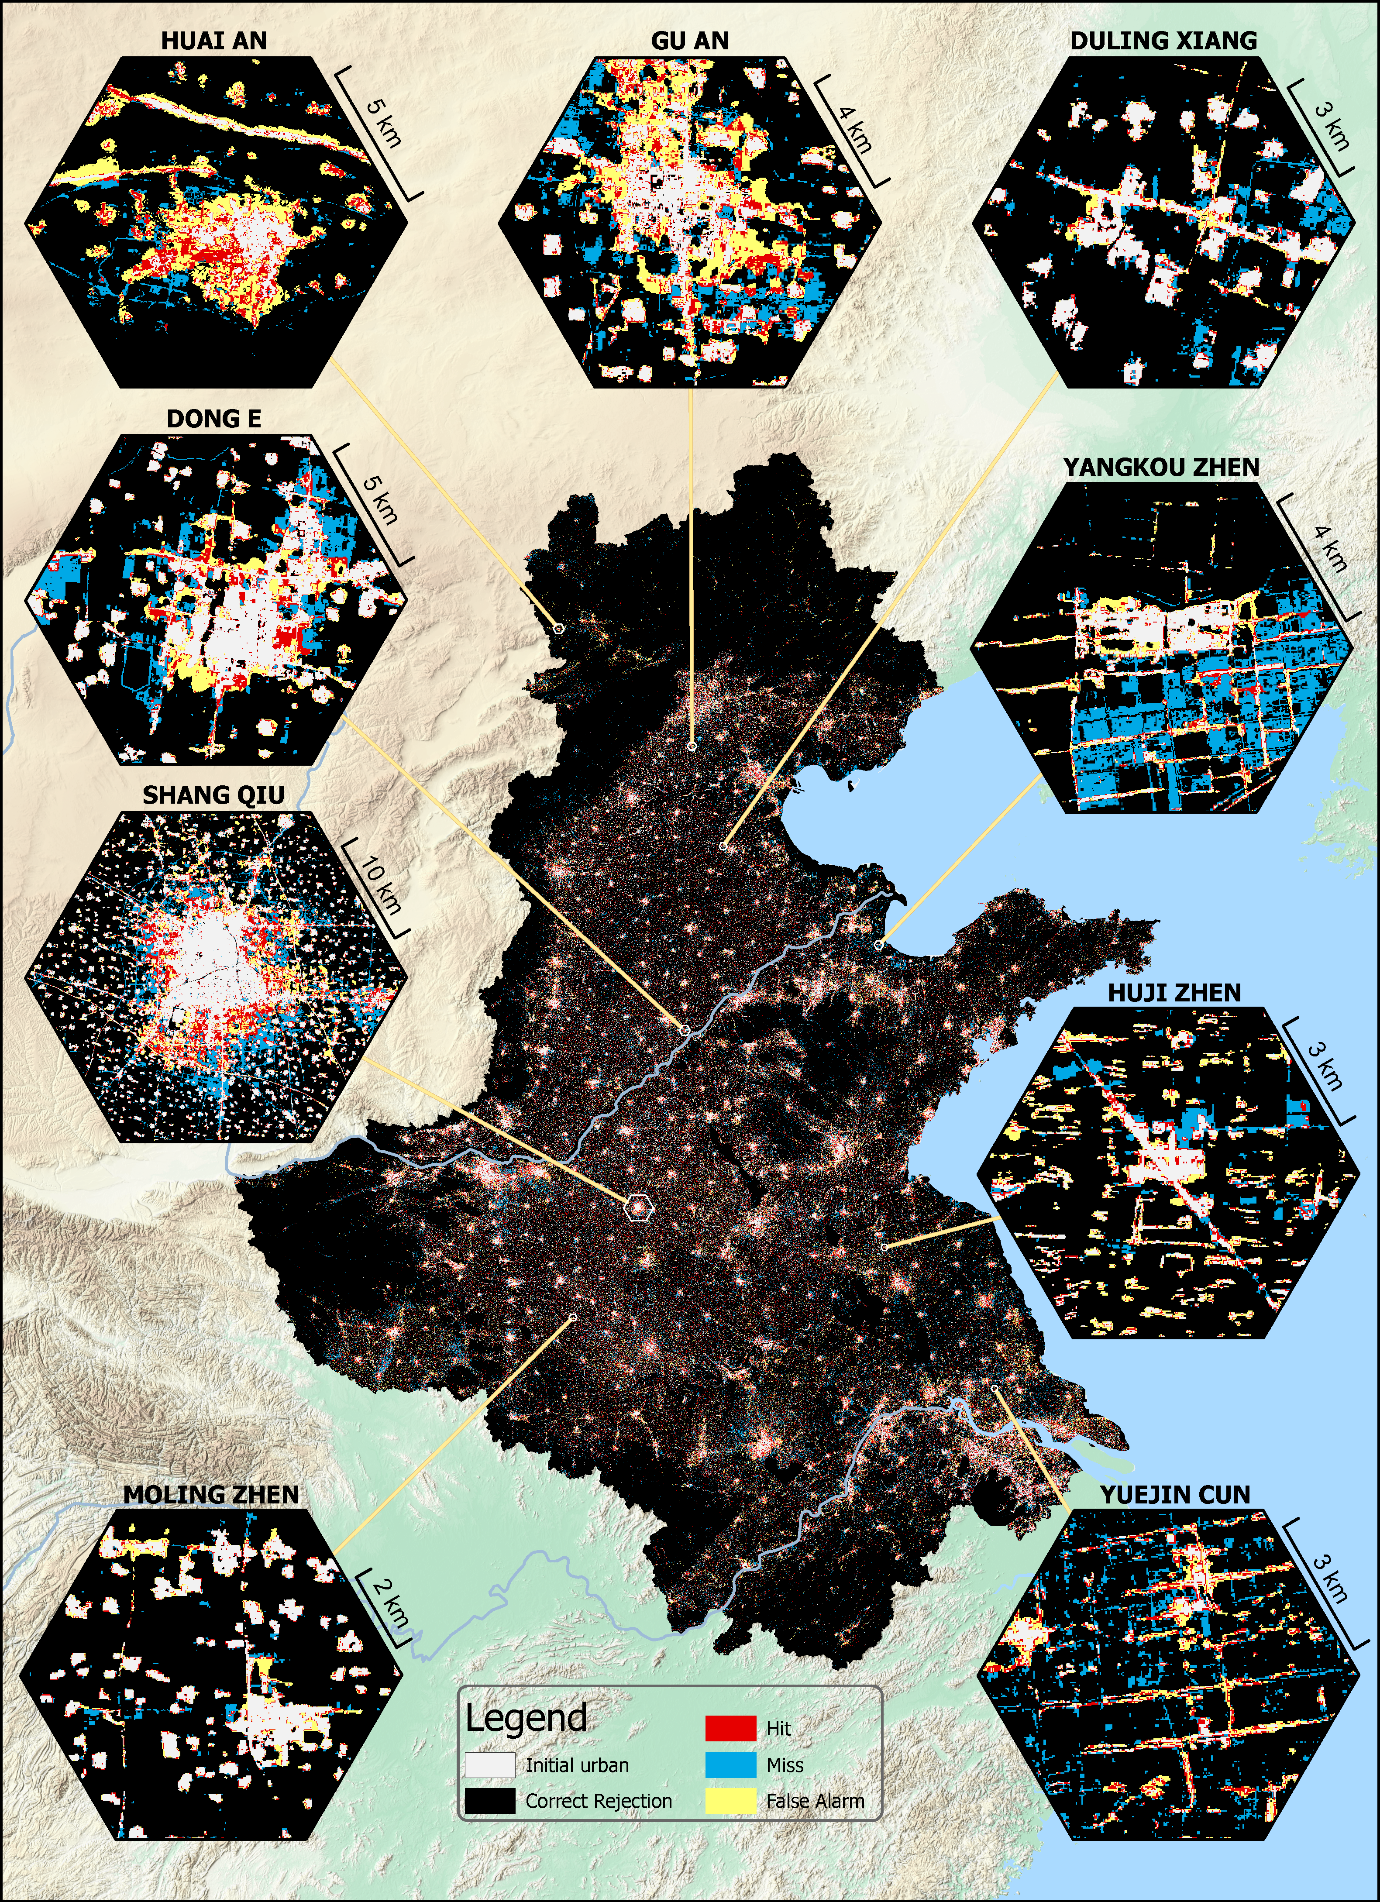 HUAI AN
5 km
GU AN
4 km
DULING XIANG
3 km
DONG E
5 km
YANGKOU ZHEN
4 km
SHANG QIU
10 km
HUJI ZHEN
3 km
MOLING ZHEN
2 km
YUEJIN CUN
3 km
Legend
Initial urban
Correct Rejection
Hit
Miss
False Alarm